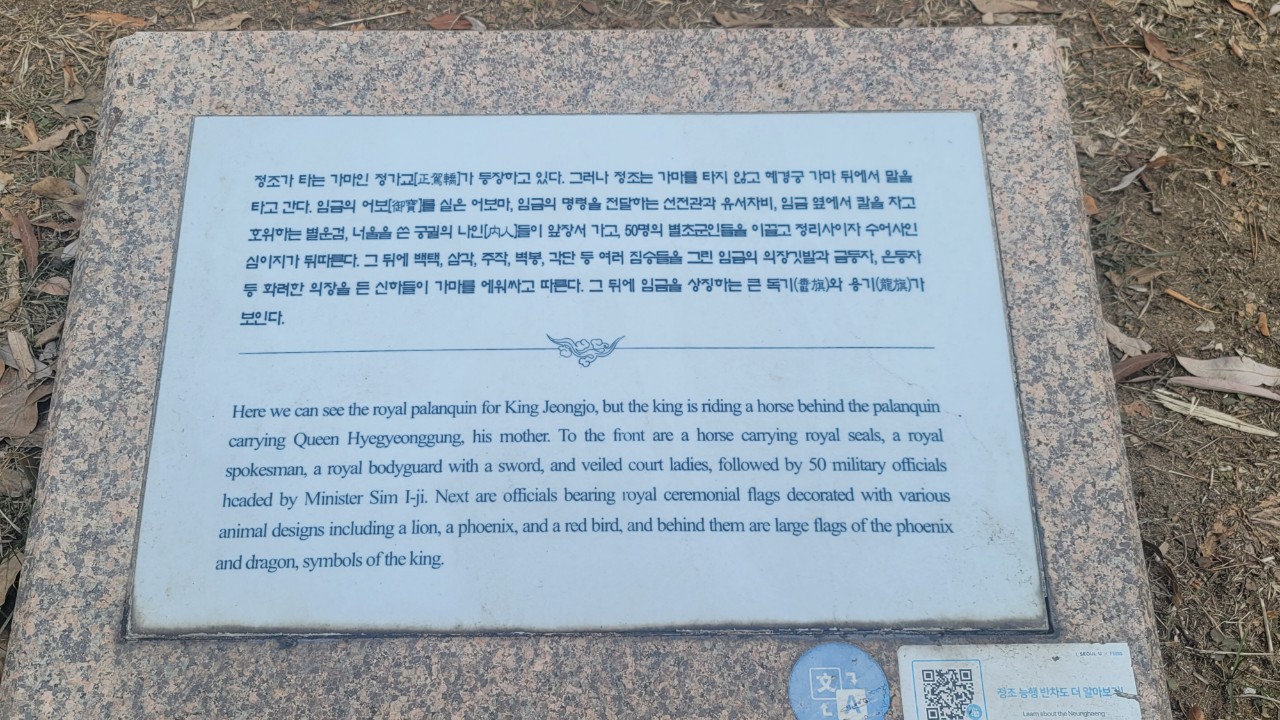 정조가 타는 가마인 정가교[正駕轎]가 등장하고 있다. 그러나 정조는 가마를 타지 않고 혜경궁 가마 뒤에서 말을
타고 간다. 임금의 어보[御寶]를 실은 어보마, 임금의 명령을 전달하는 선전관과 유서차비, 임금 옆에서 칼을 차고
호위하는 별운검, 너울을 쓴 궁궐의 나인[內人]들이 앞장서 가고, 50명의 별초군인들을 이끌고 정리사이자 수어사인
심이지가 뒤따른다. 그 뒤에 백택, 삼각, 주작, 벽봉, 각단 등 여러 짐승들을 그린 임금의 의장깃발과 금등자, 은등자
등 화려한 의장을 든 신하들이 가마를 에워싸고 따른다. 그 뒤에 임금을 상징하는 큰 독기(纛旗)와 용기(龍旗)가
보인다.
Here we can see the royal palanquin for King Jeongjo, but the king is riding a horse behind the palanquin
carrying Queen Hyegyeonggung, his mother. To the front are a horse carrying royal seals, a royal
spokesman, a royal bodyguard with a sword, and veiled court ladies, followed by 50 military officials
headed by Minister Sim I-ji. Next are officials bearing royal ceremonial flags decorated with various
animal designs including a lion, a phoenix, and a red bird, and behind them are large flags of the phoenix
and dragon, symbols of the king.
文 A
정조 능행 반차도 더 알아보기!
Learn about the Neunghaeng